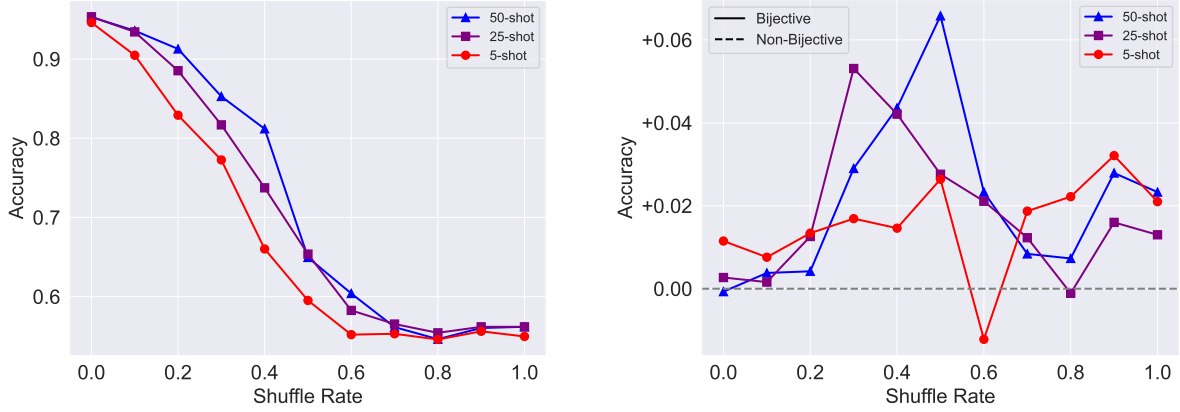 50-shot
25-shot
5-shot
0.9
0.8
0.7
0.6
Accuracy
0.0 0.2 0.4 0.6 0.8 1.0
Shuffle Rate
Bijective
Non-Bijective
50-shot
25-shot
5-shot
+0.06
+0.04
+0.02
0.00
Accuracy
0.0 0.2 0.4 0.6 0.8 1.0
Shuffle Rate